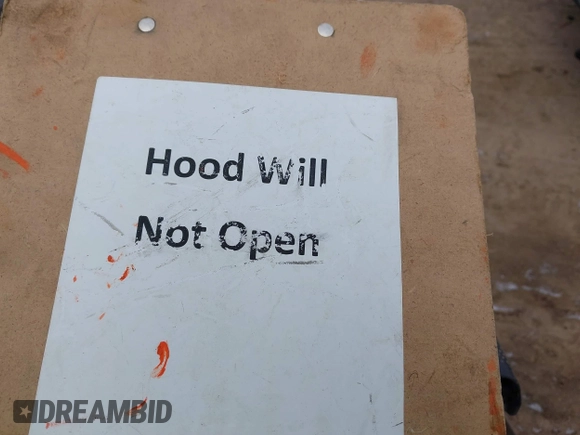 Hood Will
Not Open
DREAMBID